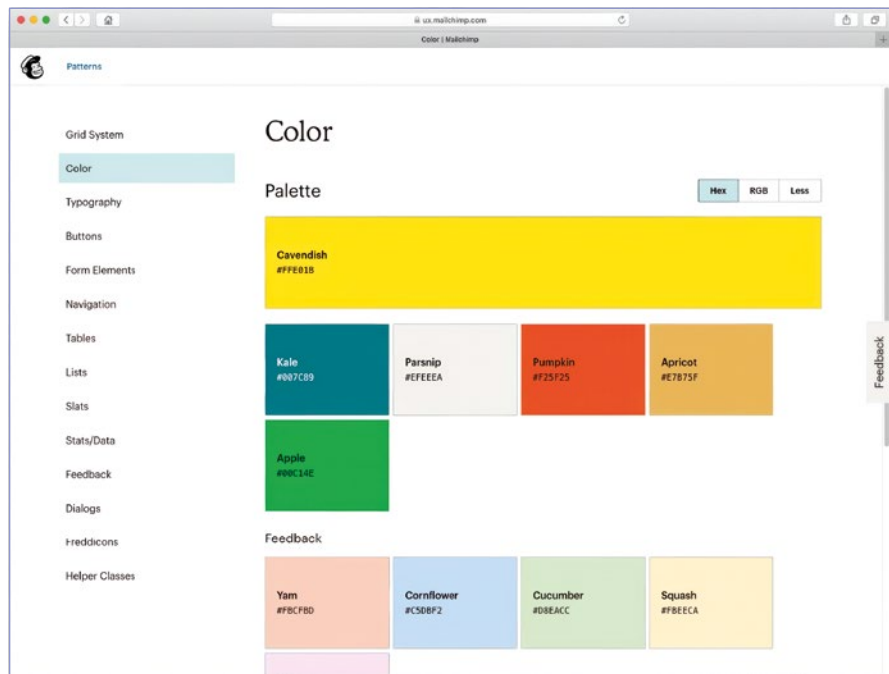 ux.mailchimp.com
Color | Mailchimp
Patterns
Grid System
Color
Typography
Buttons
Form Elements
Navigation
Tables
Lists
Slats
Stats/Data
Feedback
Dialogs
Freddicons
Helper Classes
Color
Palette
Hex RGB Less
Cavendish
#FFE01B
Kale
#007C89
Parsnip
#EFEEEA
Pumpkin
#F25F25
Apricot
#E7B75F
Apple
#00C14E
Feedback
Yam
#FBCFBD
Cornflower
#C5DBF2
Cucumber
#D8EACC
Squash
#FBEECA
Feedback